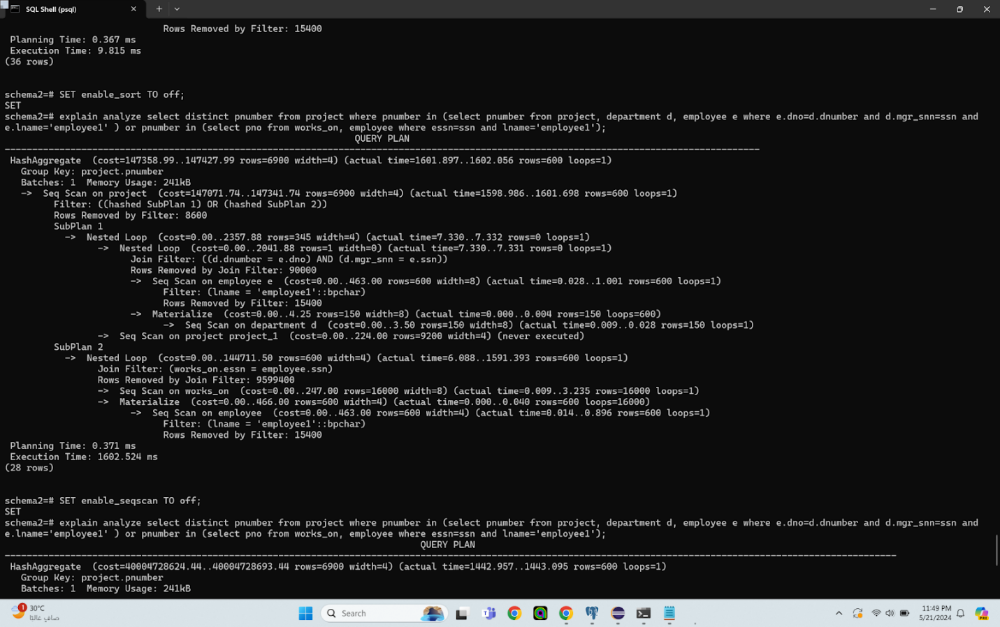 SQL Shell (psql)
Rows Removed by Filter: 15400
Planning Time: 0.367 ms
Execution Time: 9.815 ms
(36 rows)
schema2=# SET enable_sort TO off;
SET
schema2=# explain analyze select distinct pnumber from project where pnumber in (select pnumber from project, department d, employee e where e.dno=d.dnumber and d.mgr_snn=ssn and
e.lname='employee1' ) or pnumber in (select pno from works_on, employee where essn=ssn and lname='employee1');
QUERY PLAN
------------------------------------------------------------------------------------------------------------------------------------------
HashAggregate  (cost=147358.99..147427.99 rows=6900 width=4) (actual time=1601.897..1602.056 rows=600 loops=1)
Group Key: project.pnumber
Batches: 1  Memory Usage: 241kB
->  Seq Scan on project  (cost=147071.74..147341.74 rows=6900 width=4) (actual time=1598.986..1601.698 rows=600 loops=1)
Filter: ((hashed SubPlan 1) OR (hashed SubPlan 2))
Rows Removed by Filter: 8600
SubPlan 1
->  Nested Loop  (cost=0.00..2357.88 rows=345 width=4) (actual time=7.330..7.332 rows=0 loops=1)
->  Nested Loop  (cost=0.00..2041.88 rows=1 width=0) (actual time=7.330..7.331 rows=0 loops=1)
Join Filter: ((d.dnumber = e.dno) AND (d.mgr_snn = e.ssn))
Rows Removed by Join Filter: 90000
->  Seq Scan on employee e  (cost=0.00..463.00 rows=600 width=8) (actual time=0.028..1.001 rows=600 loops=1)
Filter: (lname = 'employee1'::bpchar)
Rows Removed by Filter: 15400
->  Materialize  (cost=0.00..4.25 rows=150 width=8) (actual time=0.000..0.004 rows=150 loops=600)
->  Seq Scan on department d  (cost=0.00..3.50 rows=150 width=8) (actual time=0.009..0.028 rows=150 loops=1)
->  Seq Scan on project project_1  (cost=0.00..224.00 rows=9200 width=4) (never executed)
SubPlan 2
->  Nested Loop  (cost=0.00..144711.50 rows=600 width=4) (actual time=6.088..1591.393 rows=600 loops=1)
Join Filter: (works_on.essn = employee.ssn)
Rows Removed by Join Filter: 9599400
->  Seq Scan on works_on  (cost=0.00..247.00 rows=16000 width=8) (actual time=0.009..3.235 rows=16000 loops=1)
->  Materialize  (cost=0.00..466.00 rows=600 width=4) (actual time=0.000..0.040 rows=600 loops=16000)
->  Seq Scan on employee  (cost=0.00..463.00 rows=600 width=4) (actual time=0.014..0.896 rows=600 loops=1)
Filter: (lname = 'employee1'::bpchar)
Rows Removed by Filter: 15400
Planning Time: 0.371 ms
Execution Time: 1602.524 ms
(28 rows)
schema2=# SET enable_seqscan TO off;
SET
schema2=# explain analyze select distinct pnumber from project where pnumber in (select pnumber from project, department d, employee e where e.dno=d.dnumber and d.mgr_snn=ssn and
e.lname='employee1' ) or pnumber in (select pno from works_on, employee where essn=ssn and lname='employee1');
QUERY PLAN
-------------------------------------------------------------------------------------------------------------------------------------------------------------------
HashAggregate  (cost=40004728624.44..40004728693.44 rows=6900 width=4) (actual time=1442.957..1443.095 rows=600 loops=1)
Group Key: project.pnumber
Batches: 1  Memory Usage: 241kB
1
30°C
صافٍ غالبًا
Search
11:49 PM
5/21/2024
PRE